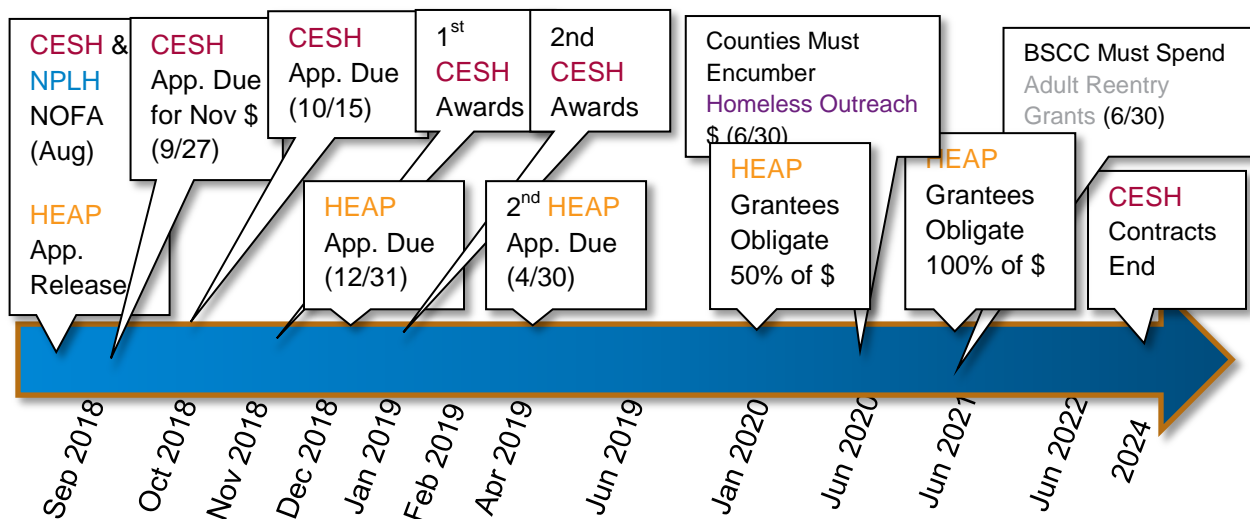 CESH &
NPLH
NOFA
(Aug)
HEAP
App.
Release
CESH
App. Due
for Nov $
(9/27)
CESH
App. Due
(10/15)
1st
CESH
Awards
2nd
CESH
Awards
HEAP
App. Due
(12/31)
2nd HEAP
App. Due
(4/30)
Counties Must
Encumber
Homeless Outreach
$ (6/30)
HEAP
Grantees
Obligate
50% of $
HEAP
Grantees
Obligate
100% of $
BSCC Must Spend
Adult Reentry
Grants (6/30)
CESH
Contracts
End
Sep 2018
Oct 2018
Nov 2018
Dec 2018
Jan 2019
Feb 2019
Apr 2019
Jun 2019
Jan 2020
Jun 2020
Jun 2021
Jun 2022
2024